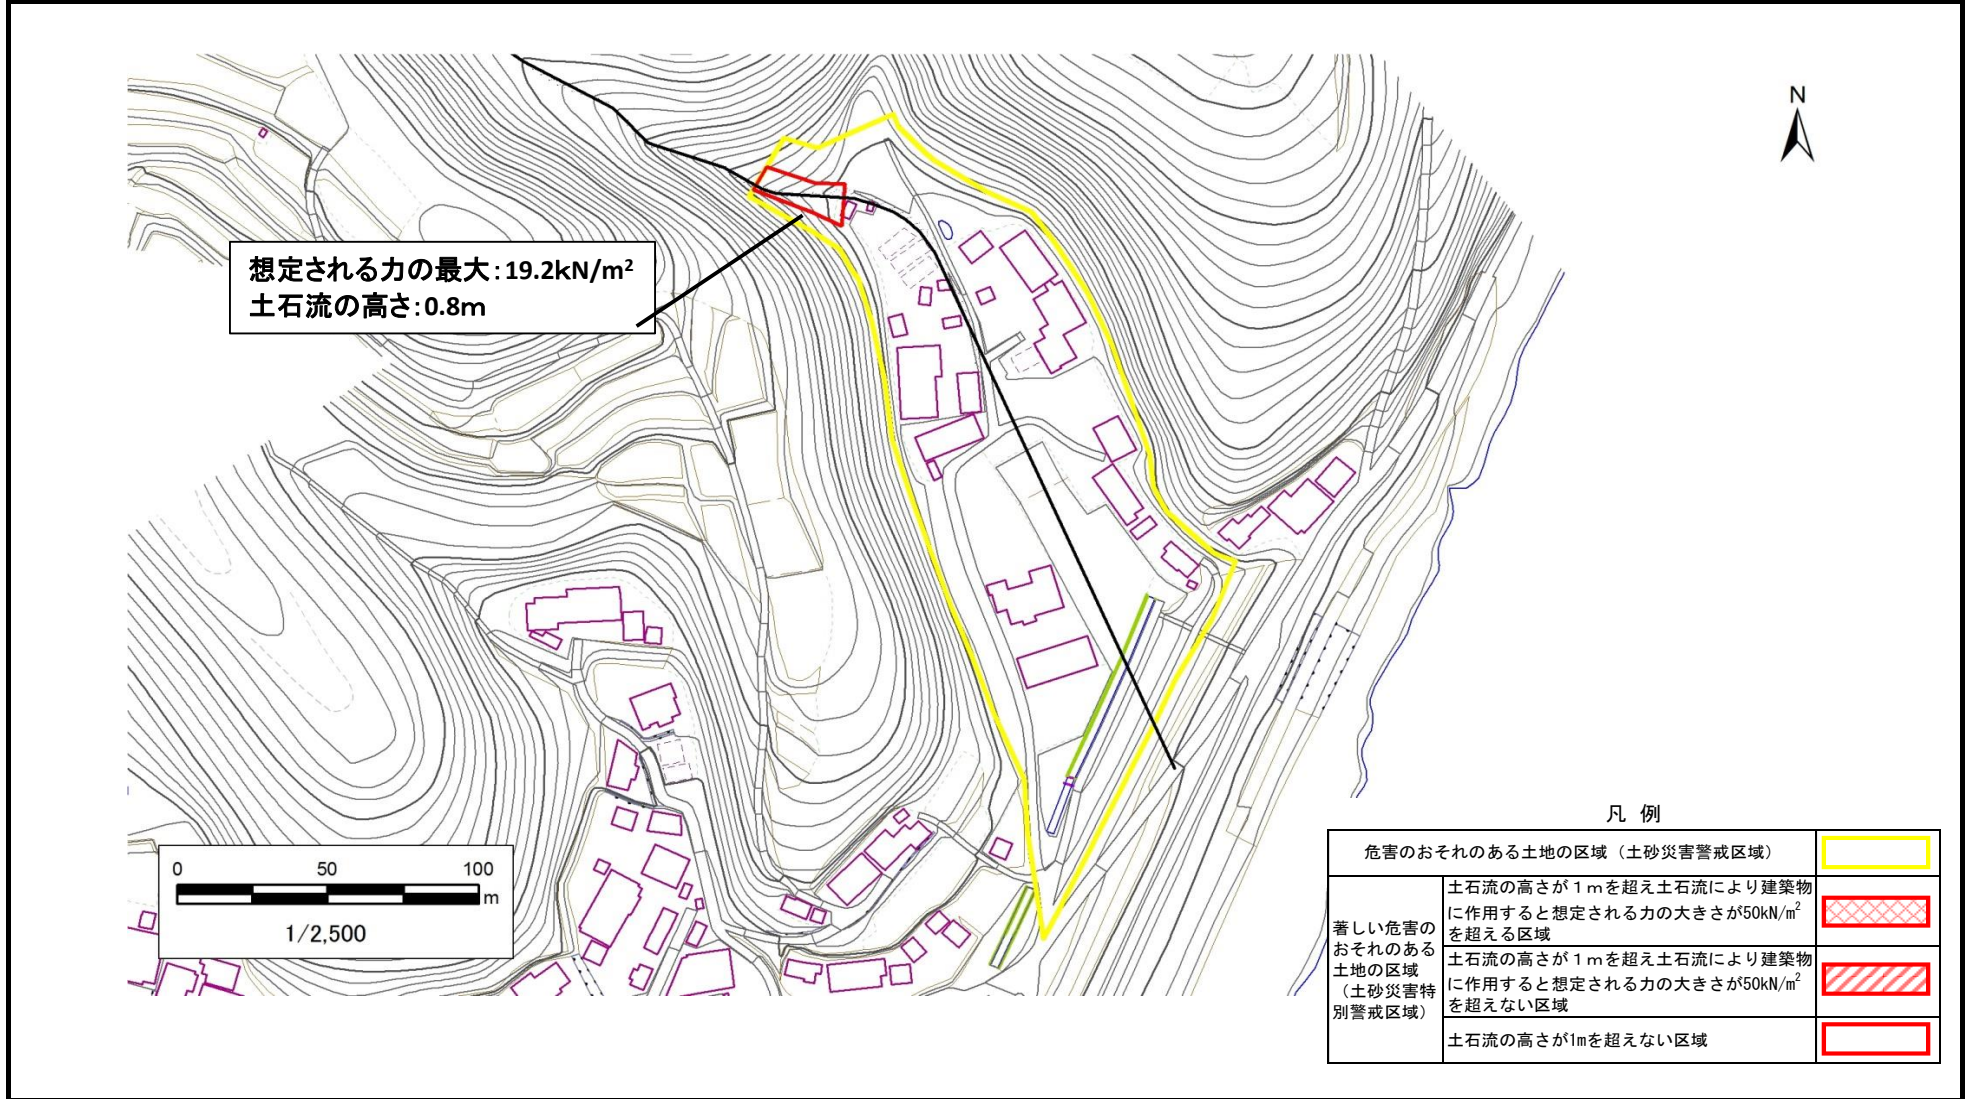 N
想定される力の最大：19.2kN/m²
土石流の高さ：0.8m
0 50 100
m
1/2,500
凡 例
危害のおそれのある土地の区域（土砂災害警戒区域）
著しい危害の
おそれのある
土地の区域
（土砂災害特
別警戒区域）
土石流の高さが１ｍを超え土石流により建築物
に作用すると想定される力の大きさが50kN/㎡
を超える区域
土石流の高さが１ｍを超え土石流により建築物
に作用すると想定される力の大きさが50kN/㎡
を超えない区域
土石流の高さが1mを超えない区域